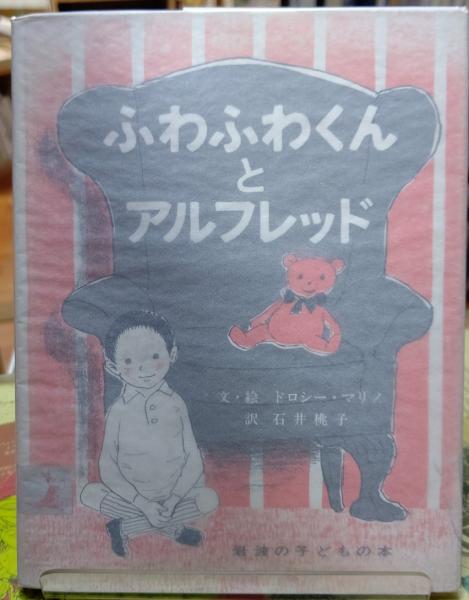 ふわふわくん
と
アルフレッド
文・絵 ドロシー・マリノ
訳 石井桃子
岩波の子どもの本